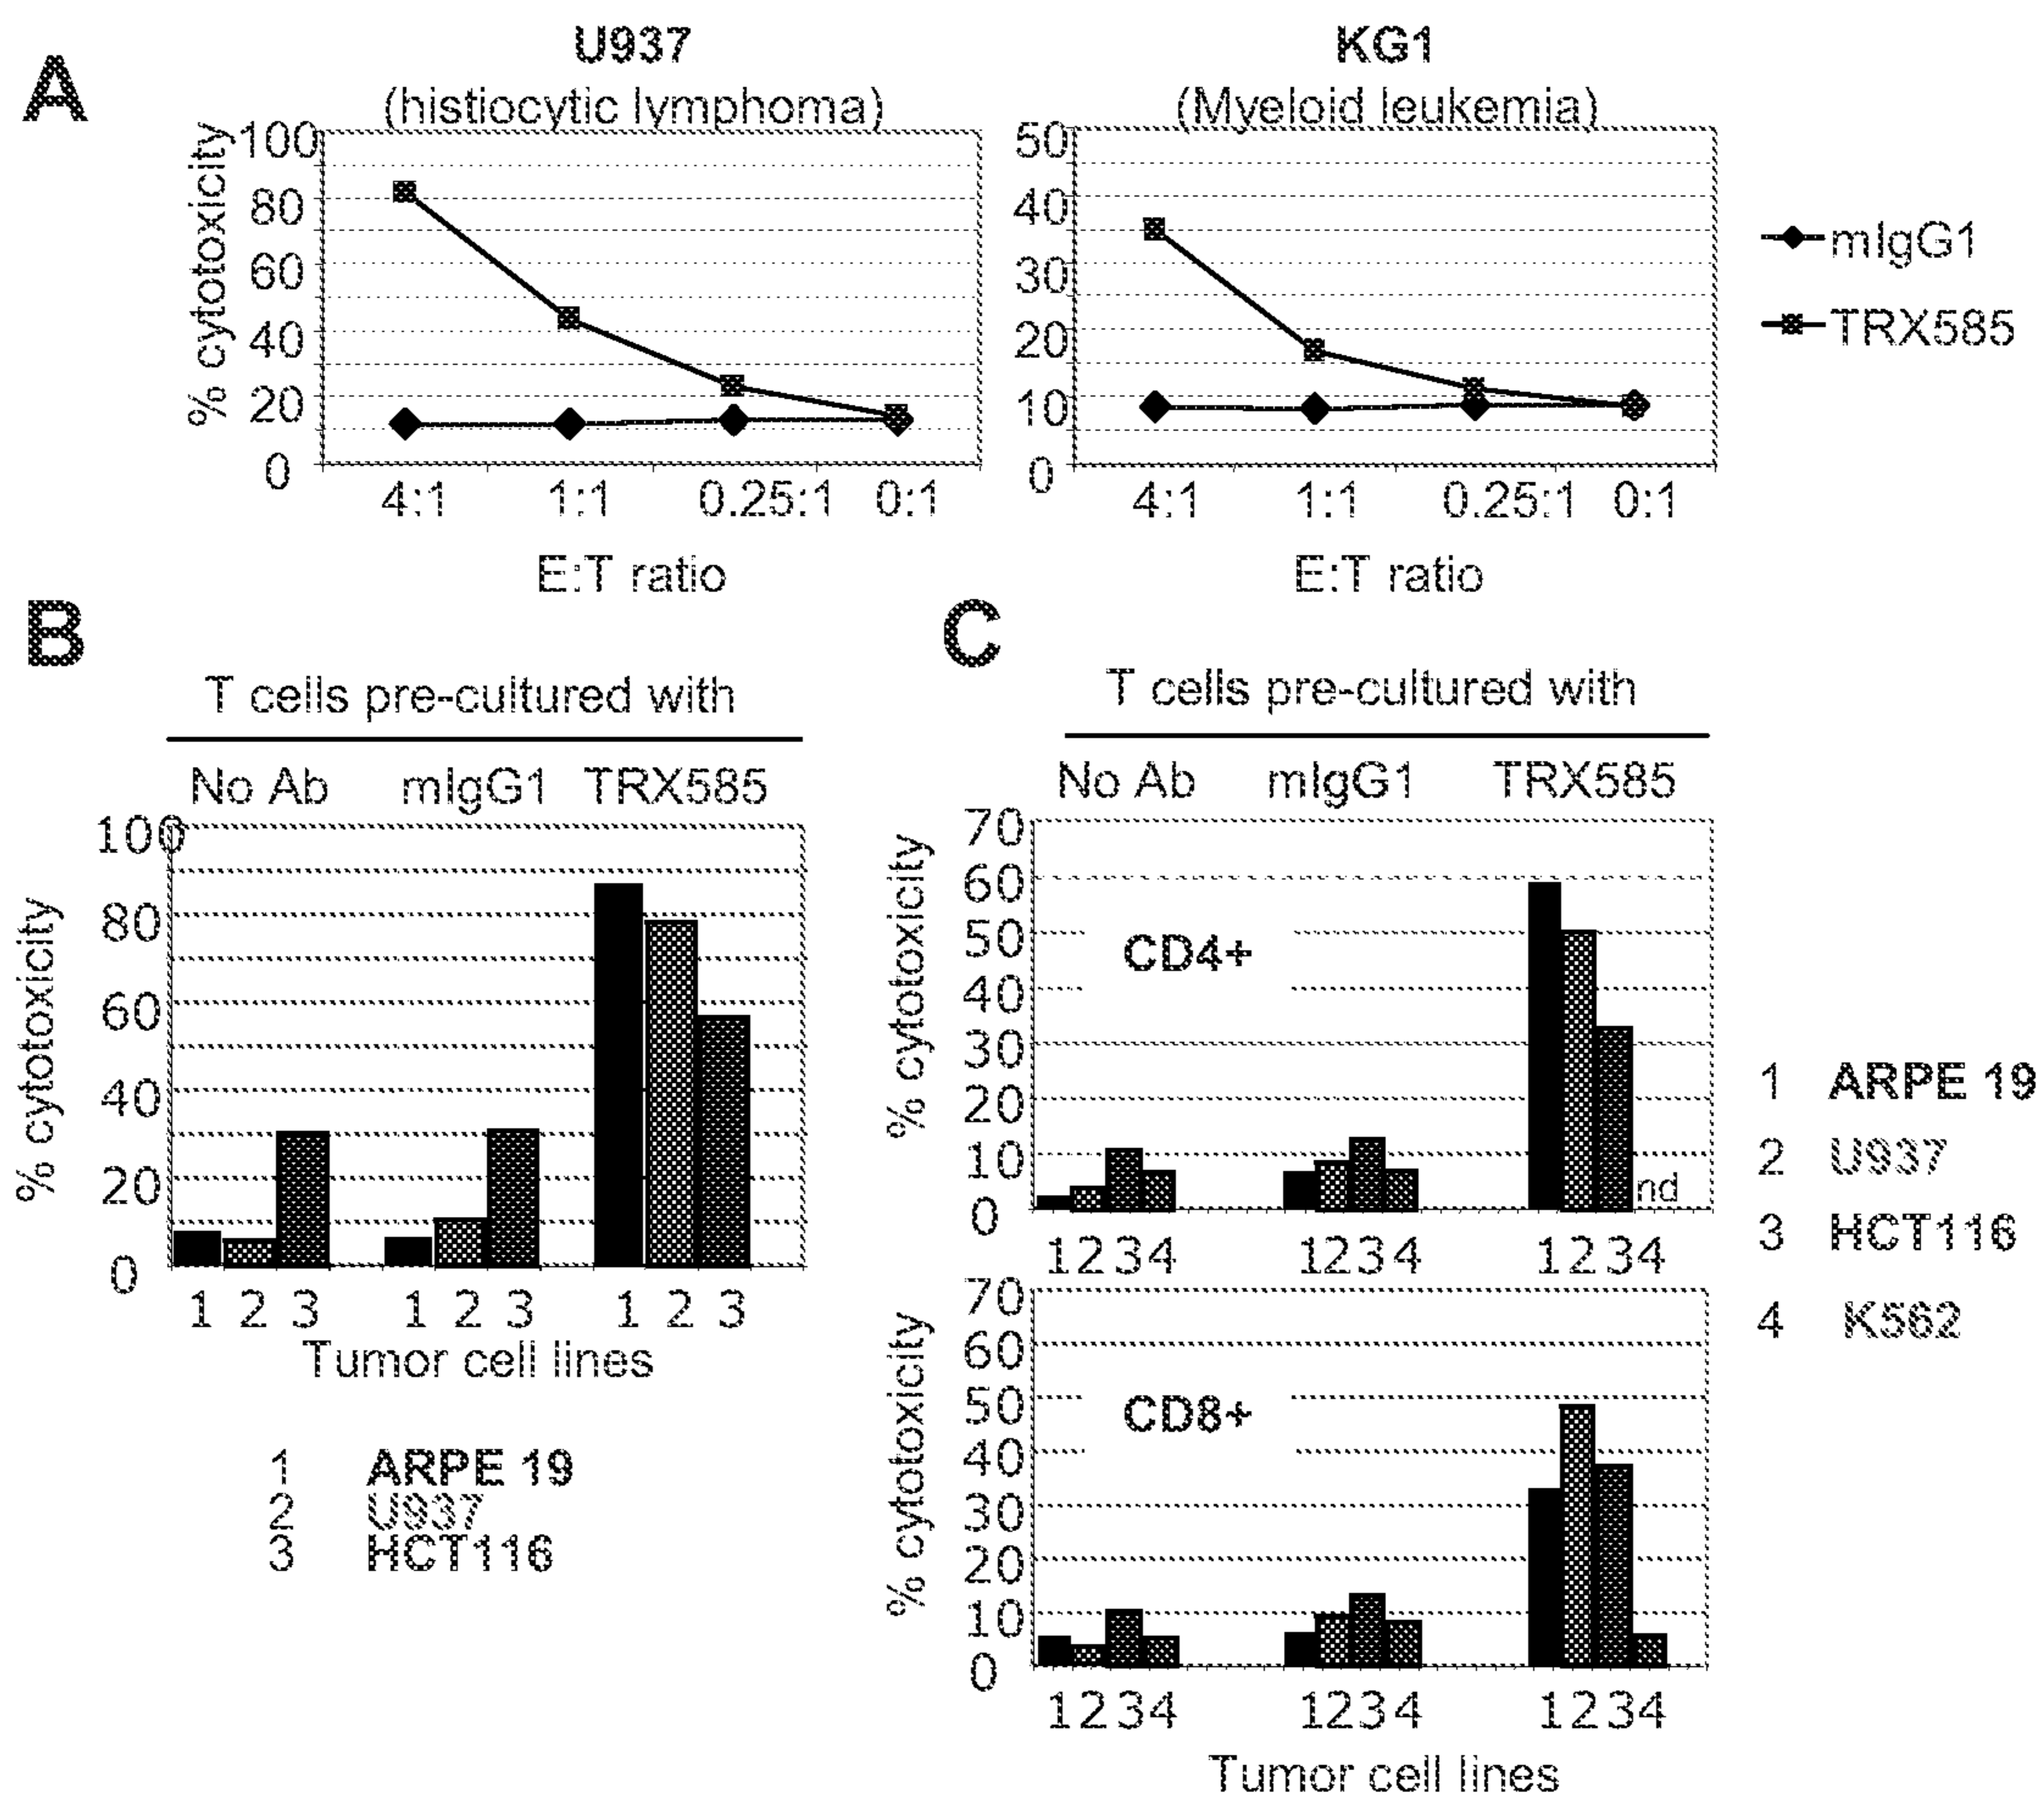 A
U937
(histiocytic lymphoma)
% cytotoxicity
100
80
60
40
20
0
4:1 1:1 0.25:1 0:1
E:T ratio
KG1
(Myeloid leukemia)
50
40
30
20
10
0
4:1 1:1 0.25:1 0:1
E:T ratio
mIgG1
TRX585
B
T cells pre-cultured with
No Ab mIgG1 TRX585
% cytotoxicity
100
80
60
40
20
0
1 2 3 1 2 3 1 2 3
Tumor cell lines
1 ARPE 19
2 U937
3 HCT116
C
T cells pre-cultured with
No Ab mIgG1 TRX585
% cytotoxicity
70
60
50
40
30
20
10
0
CD4+
nd
1234 1234 1234
% cytotoxicity
70
60
50
40
30
20
10
0
CD8+
1234 1234 1234
Tumor cell lines
1 ARPE 19
2 U937
3 HCT116
4 K562